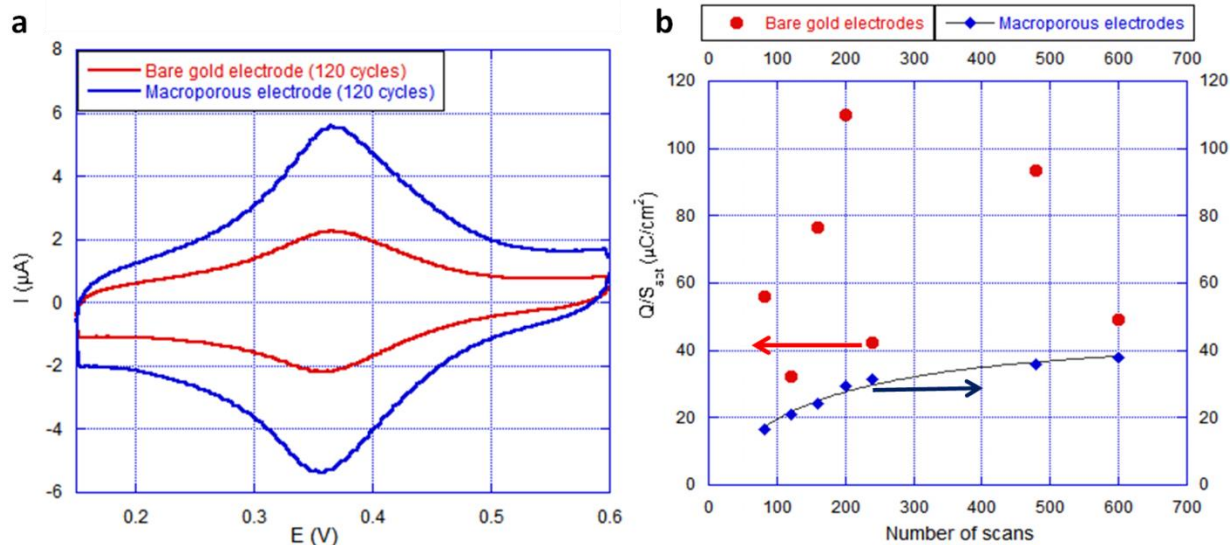 a
Bare gold electrode (120 cycles)
Macroporous electrode (120 cycles)
8
6
4
2
0
-2
-4
-6
I (µA)
0.2
0.3
0.4
0.5
0.6
E (V)
b
Bare gold electrodes
Macroporous electrodes
0 100 200 300 400 500 600 700
120 120
100 100
80 80
60 60
40 40
20 20
0 0
Q/S (µC/cm²)
0 100 200 300 400 500 600 700
Number of scans